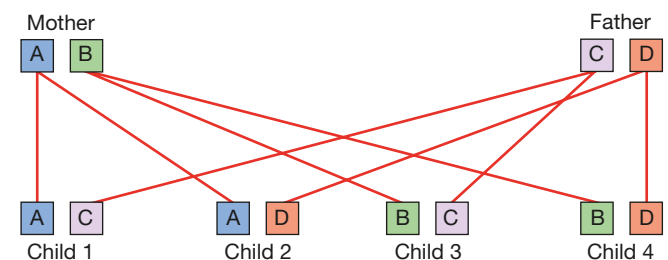 Mother Father
A B C D
A C A D B C B D
Child 1 Child 2 Child 3 Child 4